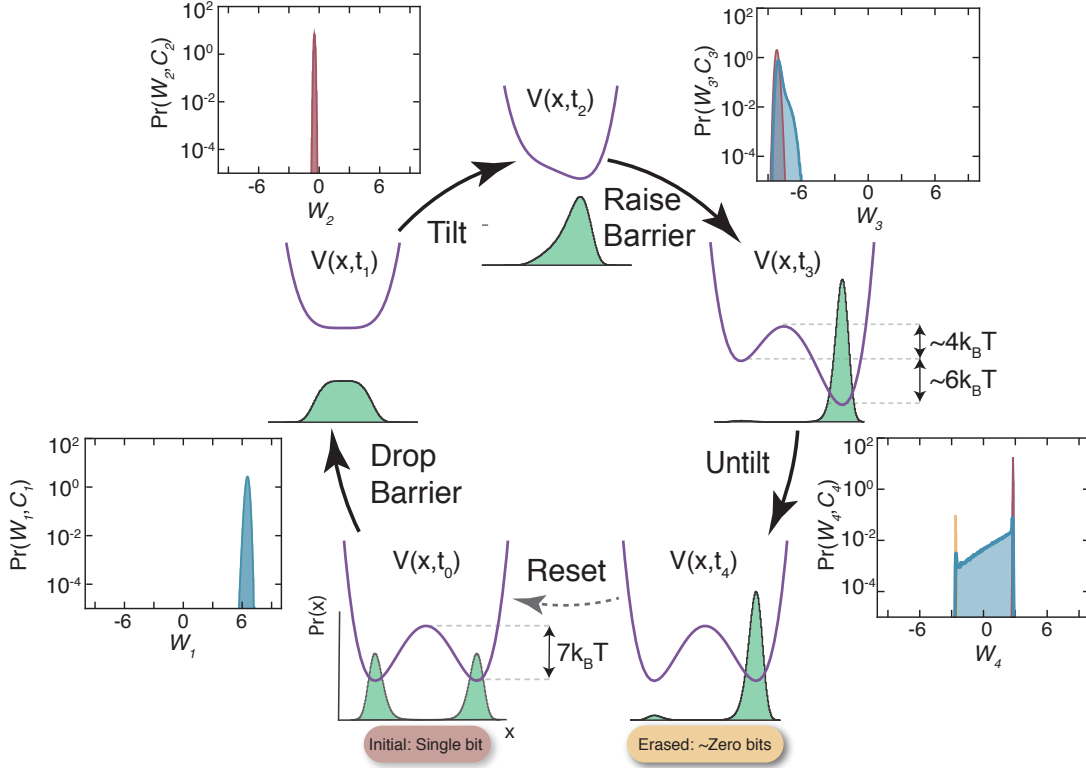 10²
10⁰
10⁻²
10⁻⁴
Pr(W₂,C₂)
-6
0
6
W₂
V(x,t₂)
10²
10⁰
10⁻²
10⁻⁴
Pr(W₃,C₃)
-6
0
6
W₃
Tilt
Raise
Barrier
V(x,t₁)
V(x,t₃)
~4k_BT
~6k_BT
10²
10⁰
10⁻²
10⁻⁴
Pr(W₁,C₁)
-6
0
6
W₁
Drop
Barrier
Untilt
10²
10⁰
10⁻²
10⁻⁴
Pr(W₄,C₄)
-6
0
6
W₄
V(x,t₀)
Reset
V(x,t₄)
Pr(x)
7k_BT
x
Initial: Single bit
Erased: ~Zero bits